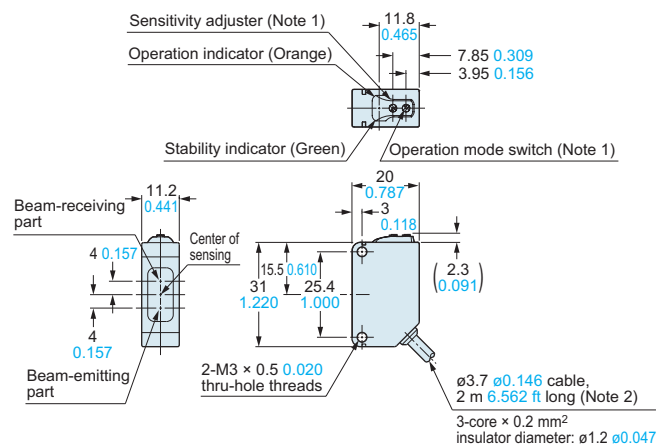 Sensitivity adjuster (Note 1)
11.8
0.465
Operation indicator (Orange)
7.85 0.309
3.95 0.156
Stability indicator (Green)
Operation mode switch (Note 1)
11.2
0.441
Beam-receiving
part
Center of
sensing
4 0.157
4
0.157
Beam-emitting
part
20
0.787
3
0.118
15.5 0.610
31
1.220
25.4
1.000
2.3
0.091
2-M3 × 0.5 0.020
thru-hole threads
ø3.7 ø0.146 cable,
2 m 6.562 ft long (Note 2)
3-core × 0.2 mm²
insulator diameter: ø1.2 ø0.047